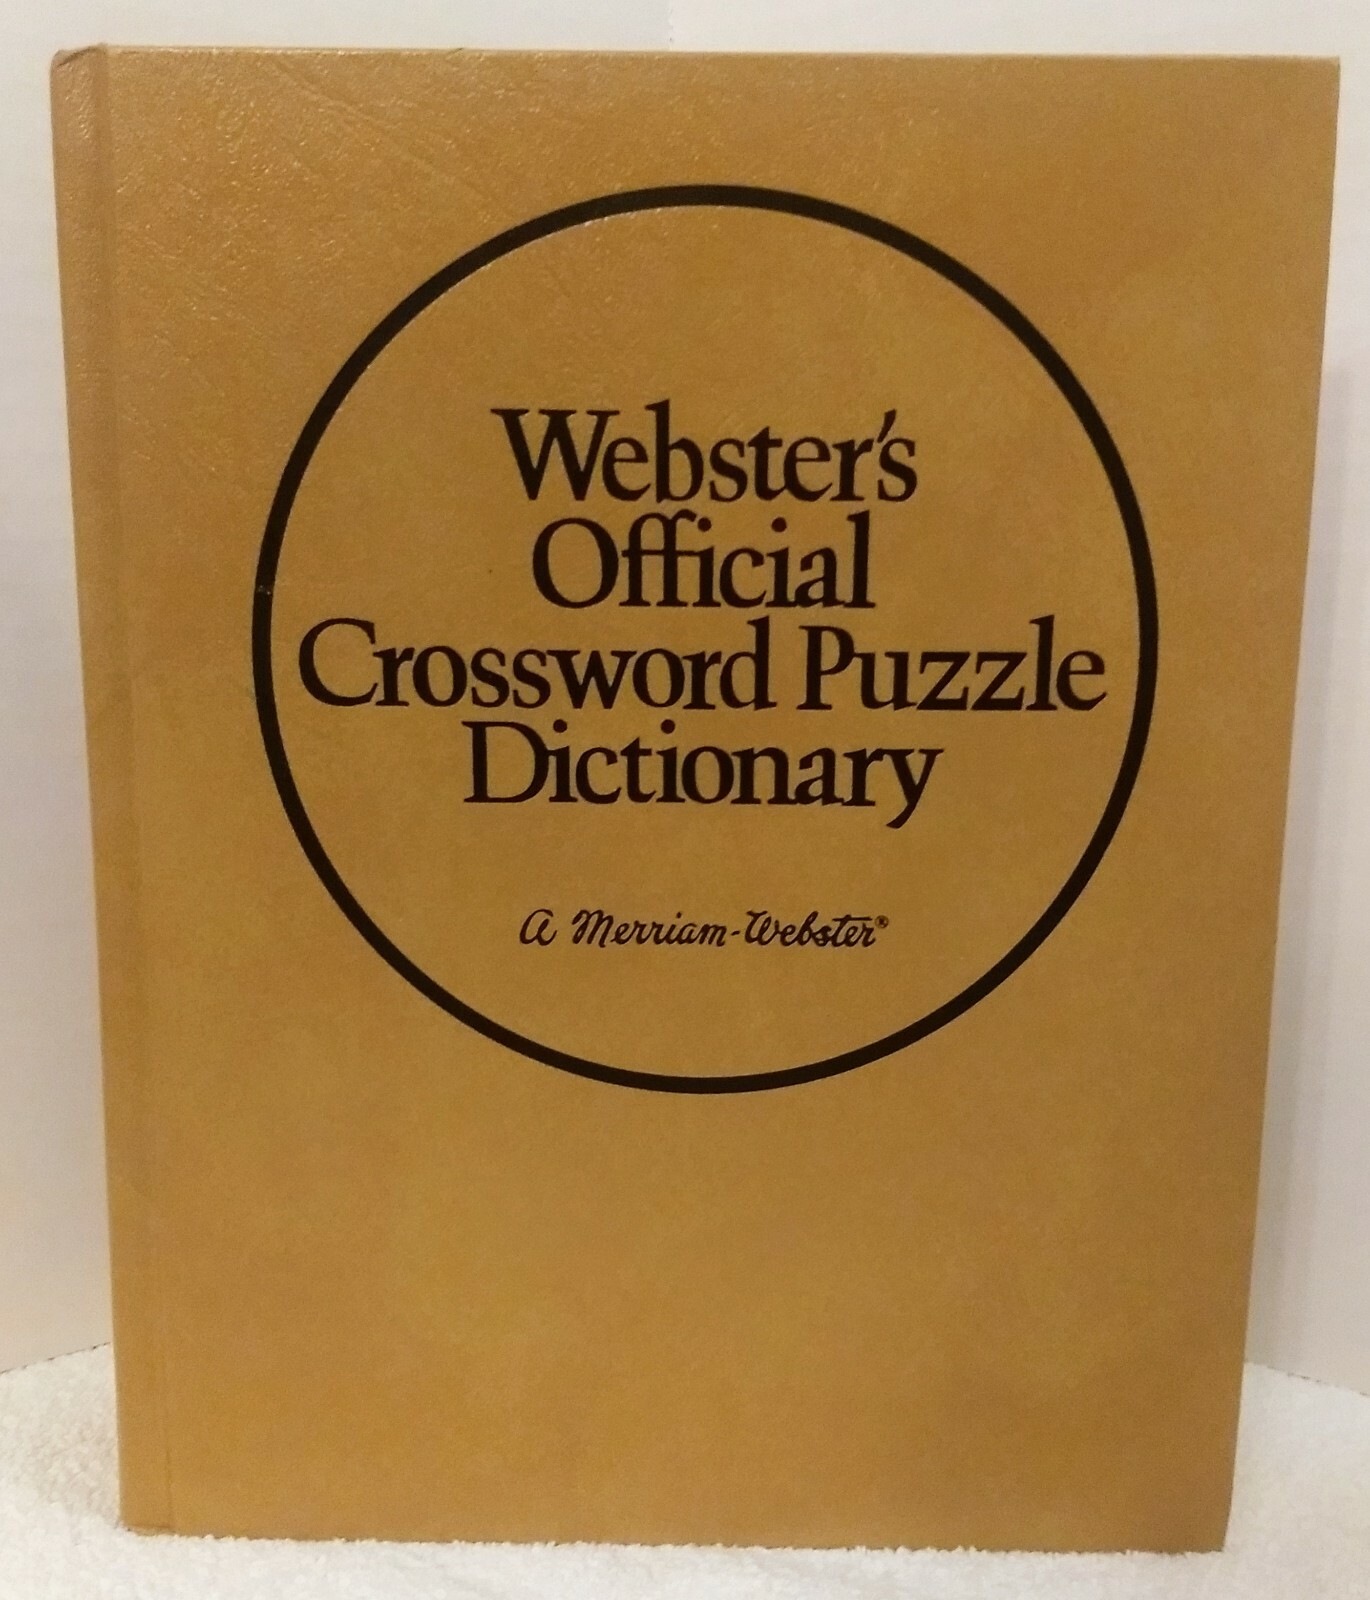 Webster's
Official
Crossword Puzzle
Dictionary
A Merriam-Webster®